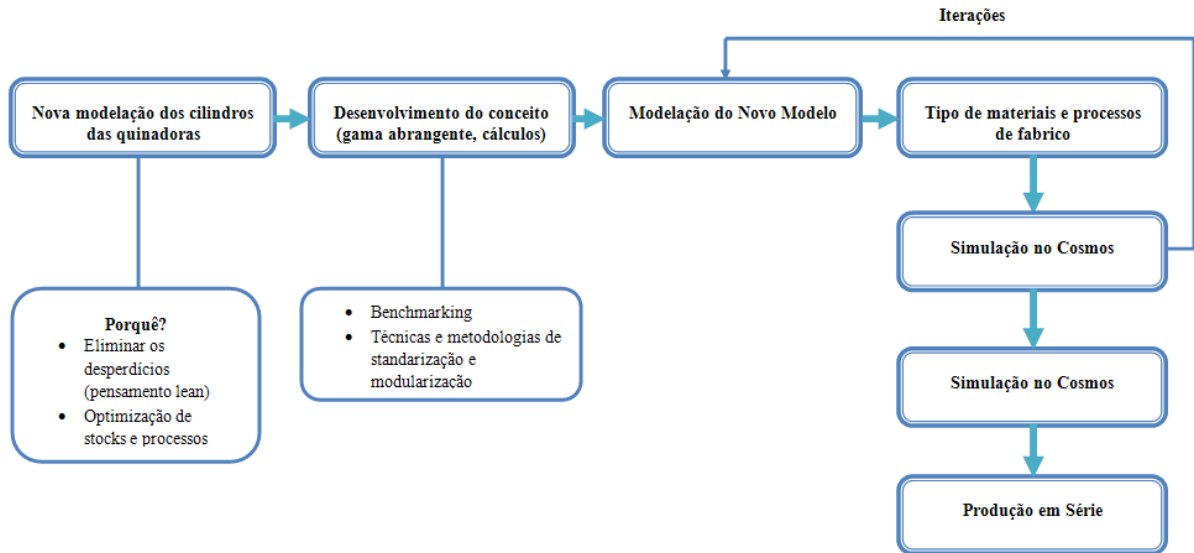 Iterações
Nova modelação dos cilindros
das quinadoras
Desenvolvimento do conceito
(gama abrangente, cálculos)
Modelação do Novo Modelo
Tipo de materiais e processos
de fabrico
Simulação no Cosmos
Porquê?
• Eliminar os
desperdícios
(pensamento lean)
• Optimização de
stocks e processos
• Benchmarking
• Técnicas e metodologias de
standarização e
modularização
Simulação no Cosmos
Produção em Série